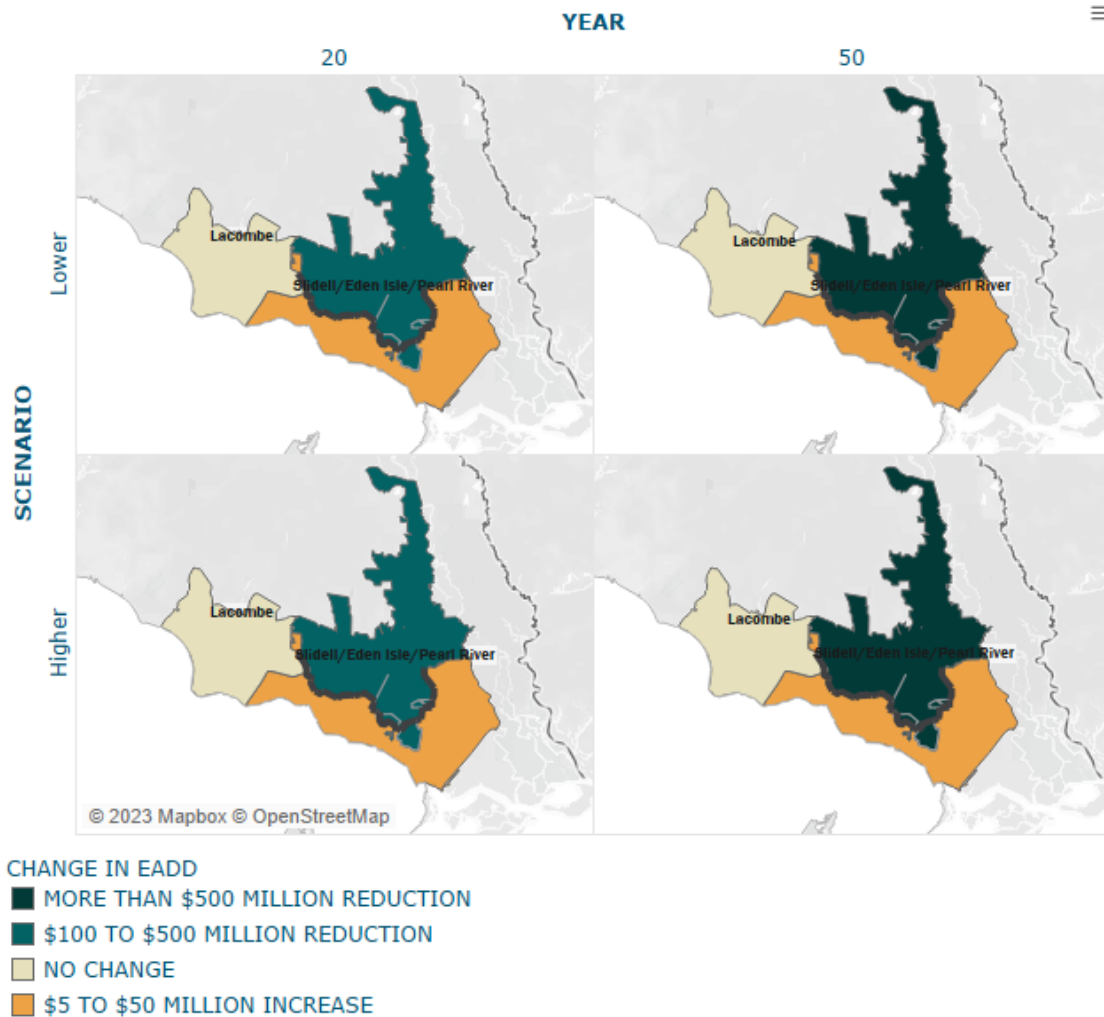 YEAR
20
50
SCENARIO
Lower
Lacombe
Slidell/Eden Isle/Pearl River
Lacombe
Slidell/Eden Isle/Pearl River
Higher
Lacombe
Slidell/Eden Isle/Pearl River
Lacombe
Slidell/Eden Isle/Pearl River
© 2023 Mapbox © OpenStreetMap
CHANGE IN EADD
MORE THAN $500 MILLION REDUCTION
$100 TO $500 MILLION REDUCTION
NO CHANGE
$5 TO $50 MILLION INCREASE